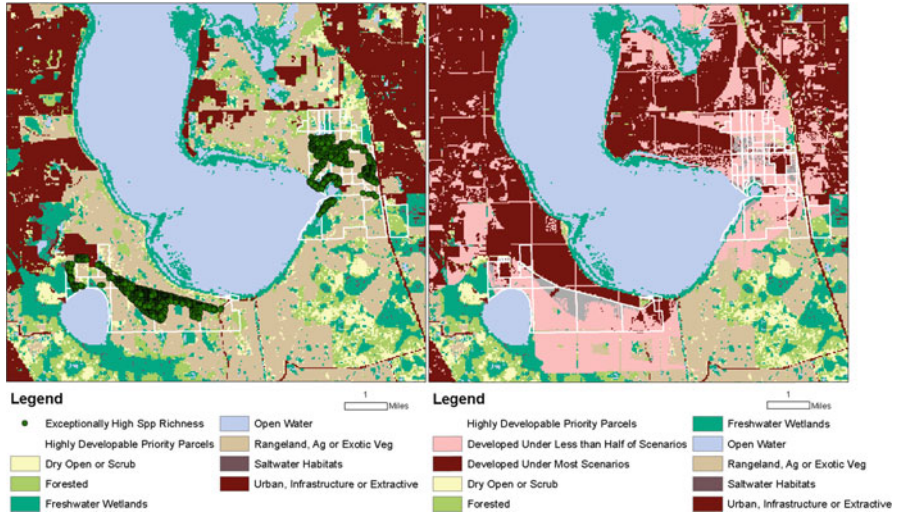 Legend
1
Miles
Exceptionally High Spp Richness
Highly Developable Priority Parcels
Dry Open or Scrub
Forested
Freshwater Wetlands
Open Water
Rangeland, Ag or Exotic Veg
Saltwater Habitats
Urban, Infrastructure or Extractive
Legend
1
Miles
Highly Developable Priority Parcels
Developed Under Less than Half of Scenarios
Developed Under Most Scenarios
Dry Open or Scrub
Forested
Freshwater Wetlands
Open Water
Rangeland, Ag or Exotic Veg
Saltwater Habitats
Urban, Infrastructure or Extractive